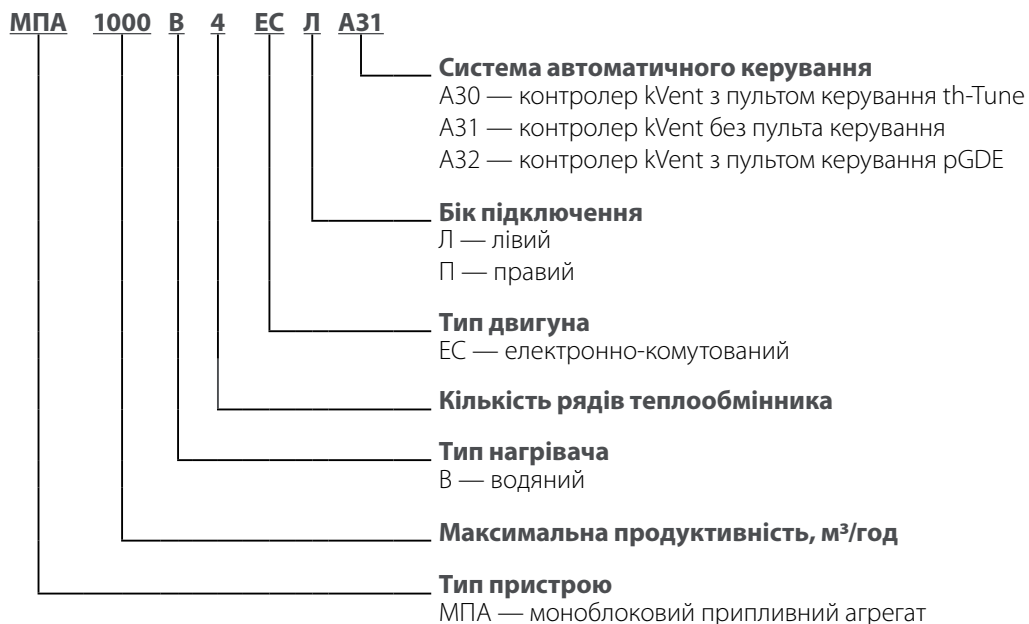 МПА 1000 В 4 ЕС Л А31
Система автоматичного керування
А30 — контролер kVent з пультом керування th-Tune
А31 — контролер kVent без пульта керування
А32 — контролер kVent з пультом керування pGDE
Бік підключення
Л — лівий
П — правий
Тип двигуна
ЕС — електронно-комутований
Кількість рядів теплообмінника
Тип нагрівача
В — водяний
Максимальна продуктивність, м³/год
Тип пристрою
МПА — моноблоковий припливний агрегат